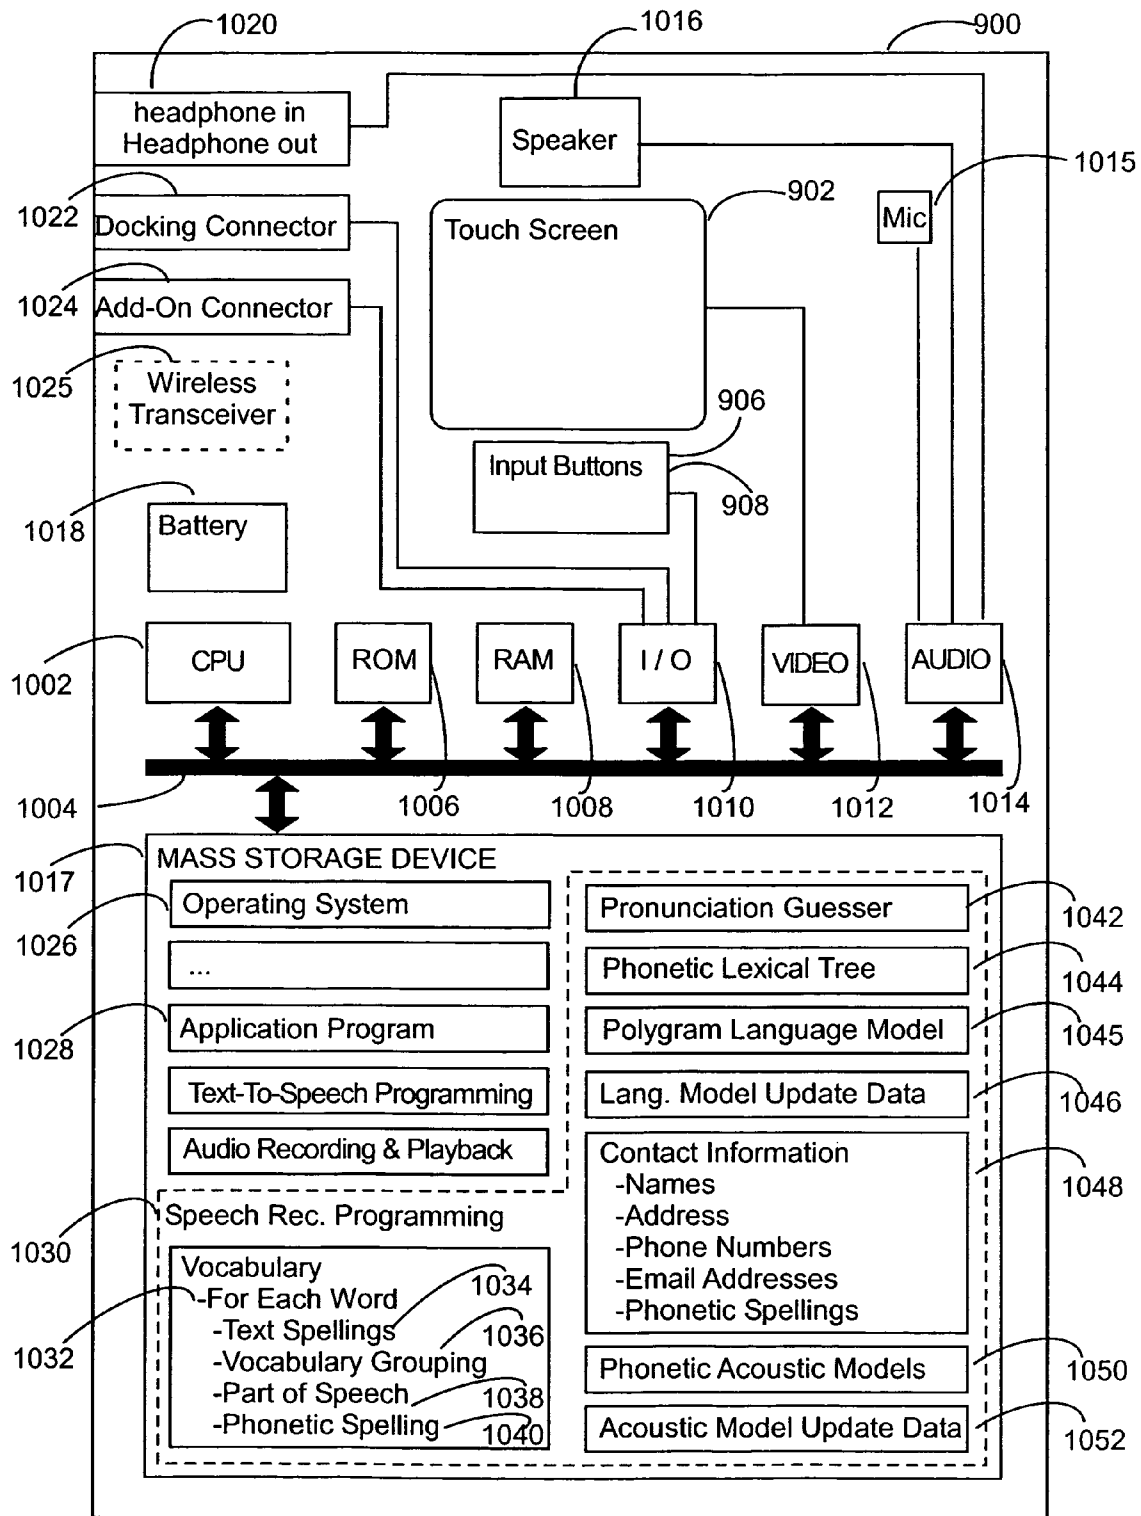 1020
1016
900
headphone in
Headphone out
Speaker
1015
1022
Docking Connector
902
Touch Screen
Mic
1024
Add-On Connector
1025
Wireless
Transceiver
906
Input Buttons
908
1018
Battery
1002
CPU
ROM
RAM
I / O
VIDEO
AUDIO
1004
1006
1008
1010
1012
1014
1017
MASS STORAGE DEVICE
1026
Operating System
...
1028
Application Program
Text-To-Speech Programming
Audio Recording & Playback
1030
Speech Rec. Programming
Vocabulary
1032
-For Each Word
1034
-Text Spellings
1036
-Vocabulary Grouping
-Part of Speech
1038
-Phonetic Spelling
1040
Pronunciation Guesser
1042
Phonetic Lexical Tree
1044
Polygram Language Model
1045
Lang. Model Update Data
1046
Contact Information
1048
-Names
-Address
-Phone Numbers
-Email Addresses
-Phonetic Spellings
Phonetic Acoustic Models
1050
Acoustic Model Update Data
1052